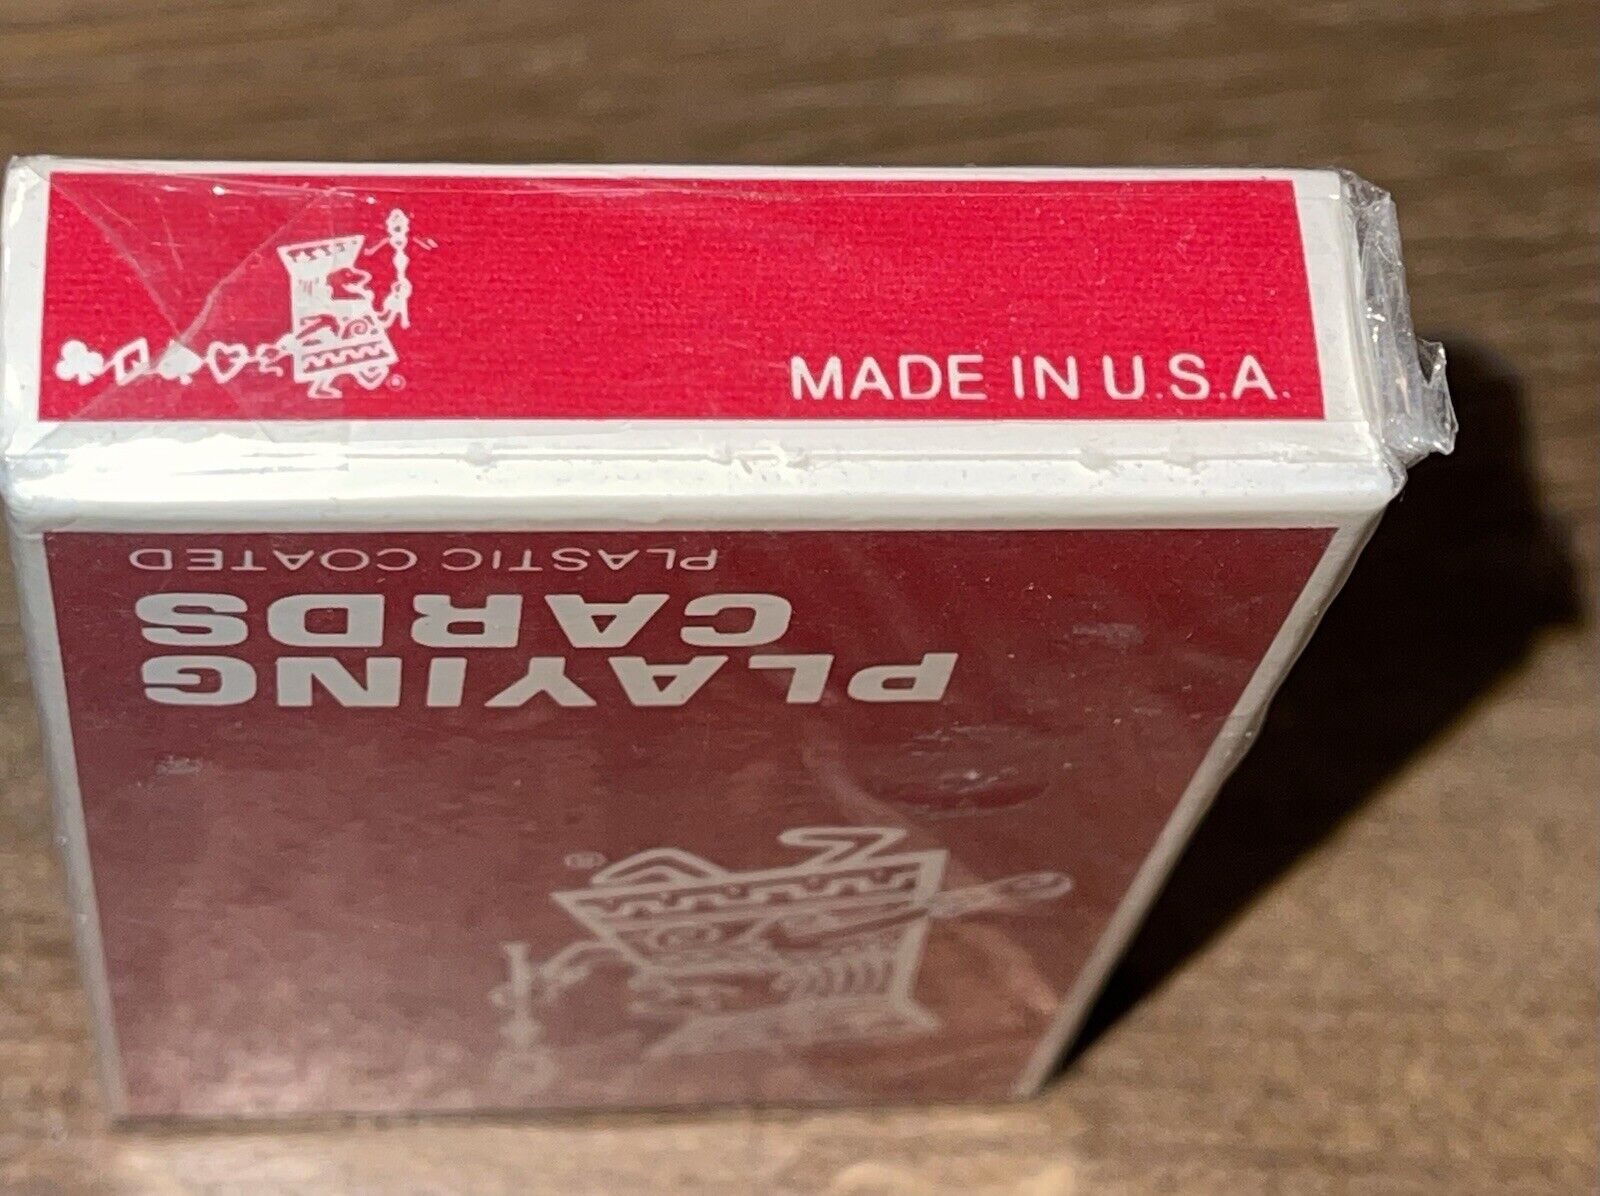 MADE IN U.S.A.
PLAYING
CARDS
PLASTIC COATED